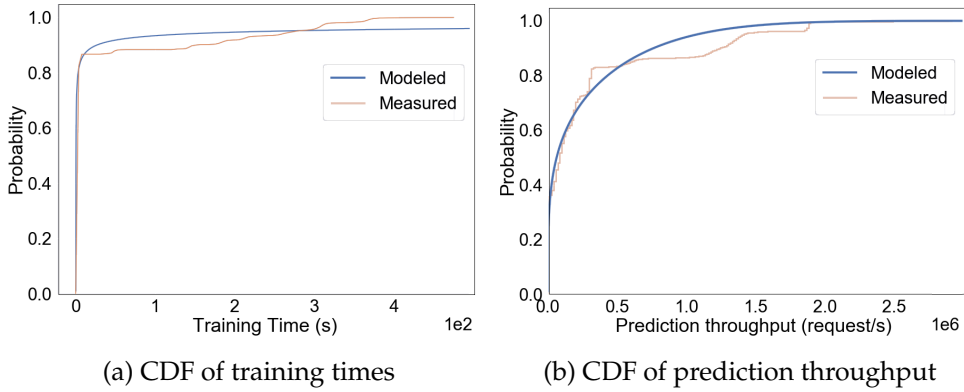 1.0
0.8
0.6
0.4
0.2
0.0
Probability
Modeled
Measured
0 1 2 3 4
Training Time (s) 1e2
(a) CDF of training times
1.0
0.8
0.6
0.4
0.2
0.0
Probability
Modeled
Measured
0.0 0.5 1.0 1.5 2.0 2.5
Prediction throughput (request/s) 1e6
(b) CDF of prediction throughput